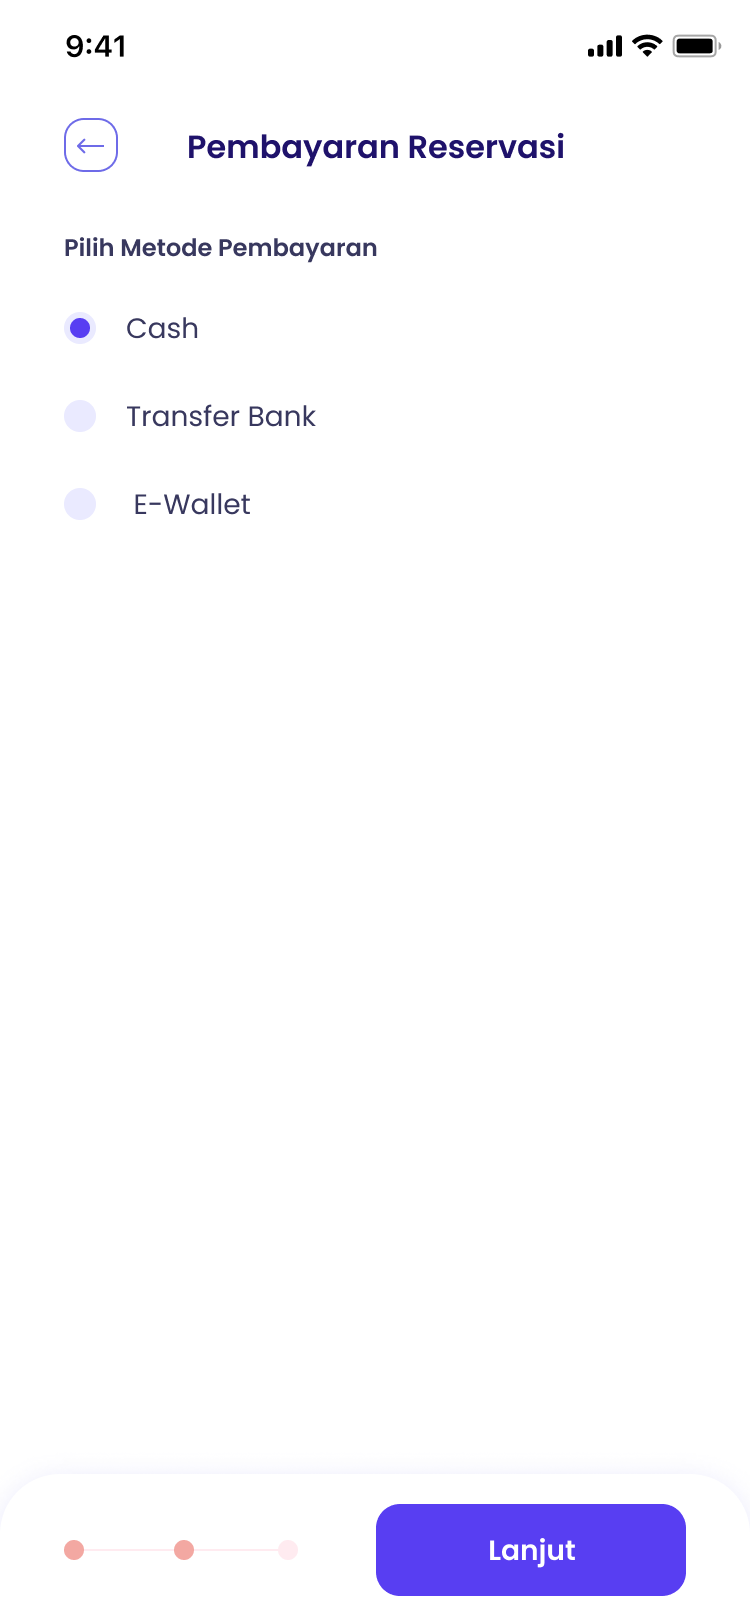 9:41
Pembayaran Reservasi
Pilih Metode Pembayaran
Cash
Transfer Bank
E-Wallet
Lanjut